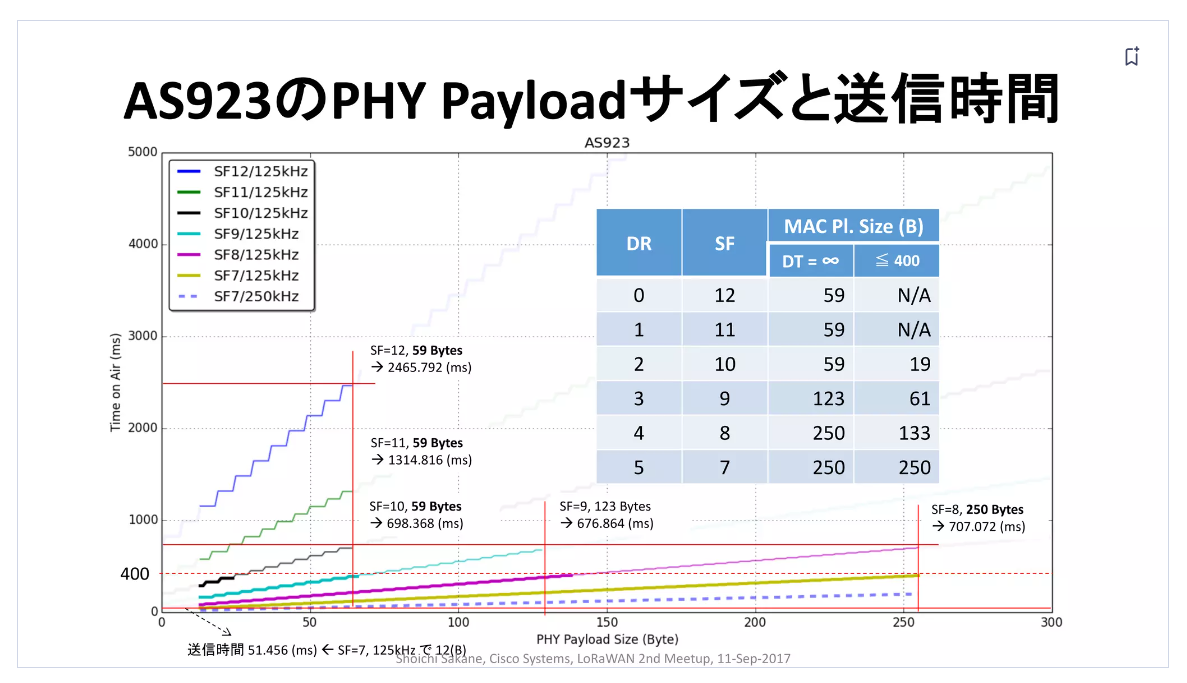 AS923のPHY Payloadサイズと送信時間
AS923
5000
4000
3000
2000
1000
400
0
Time on Air (ms)
SF12/125kHz
SF11/125kHz
SF10/125kHz
SF9/125kHz
SF8/125kHz
SF7/125kHz
SF7/250kHz
DR SF MAC Pl. Size (B)
DT = ∞ ≦ 400
0 12 59 N/A
1 11 59 N/A
2 10 59 19
3 9 123 61
4 8 250 133
5 7 250 250
SF=12, 59 Bytes
→ 2465.792 (ms)
SF=11, 59 Bytes
→ 1314.816 (ms)
SF=10, 59 Bytes
→ 698.368 (ms)
SF=9, 123 Bytes
→ 676.864 (ms)
SF=8, 250 Bytes
→ 707.072 (ms)
0 50 100 150 200 250 300
PHY Payload Size (Byte)
送信時間 51.456 (ms) ← SF=7, 125kHz で 12(B)
Shoichi Sakane, Cisco Systems, LoRaWAN 2nd Meetup, 11-Sep-2017